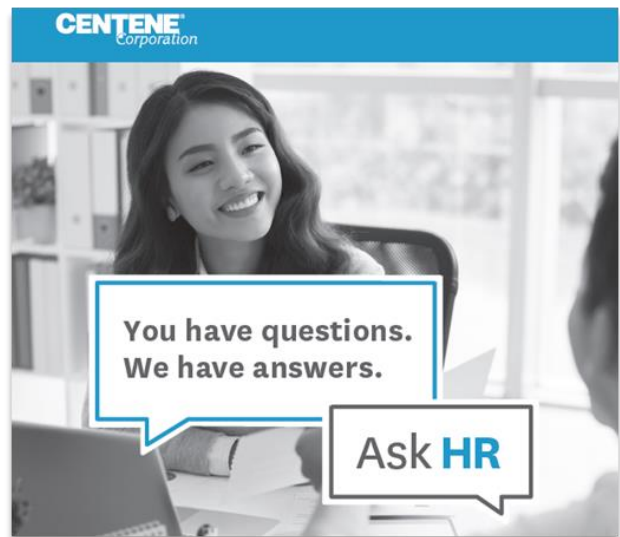 CENTENE®
Corporation
You have questions.
We have answers.
Ask HR